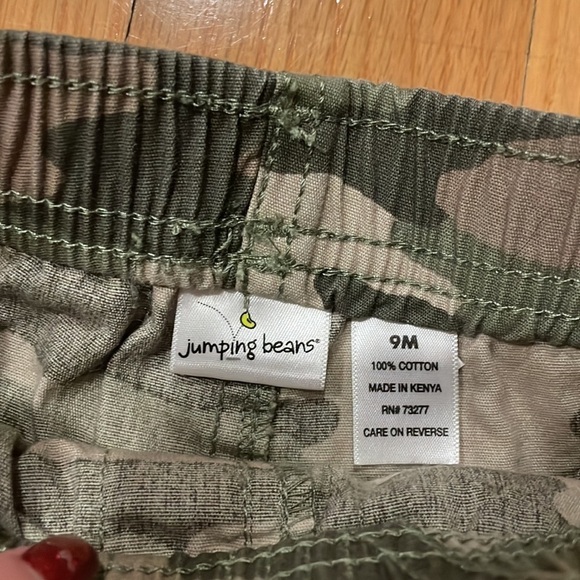 jumping beans®
9M
100% COTTON
MADE IN KENYA
RN# 73277
CARE ON REVERSE